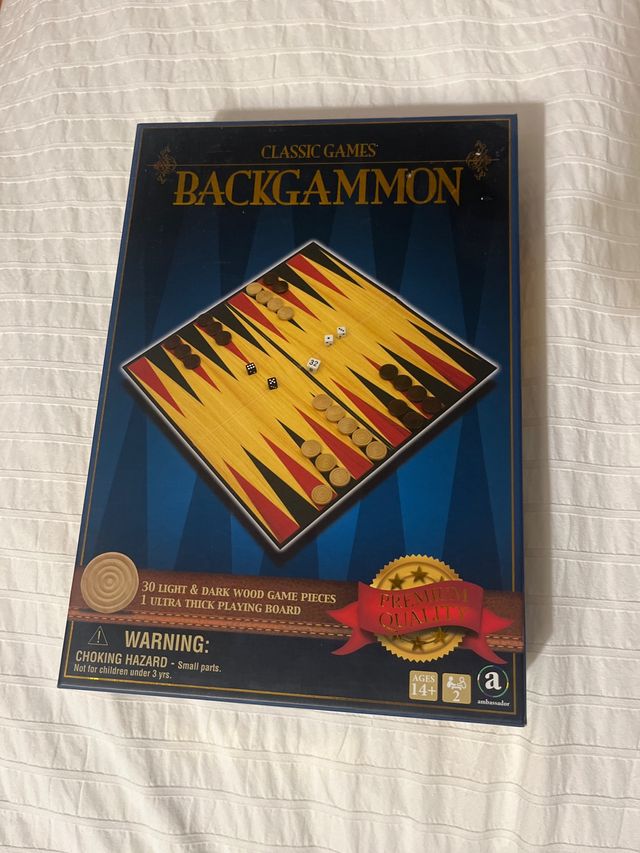 CLASSIC GAMES
BACKGAMMON
32
30 LIGHT & DARK WOOD GAME PIECES
1 ULTRA THICK PLAYING BOARD
PREMIUM
QUALITY
WARNING:
CHOKING HAZARD - Small parts.
Not for children under 3 yrs.
AGES
14+
2
a
ambassador